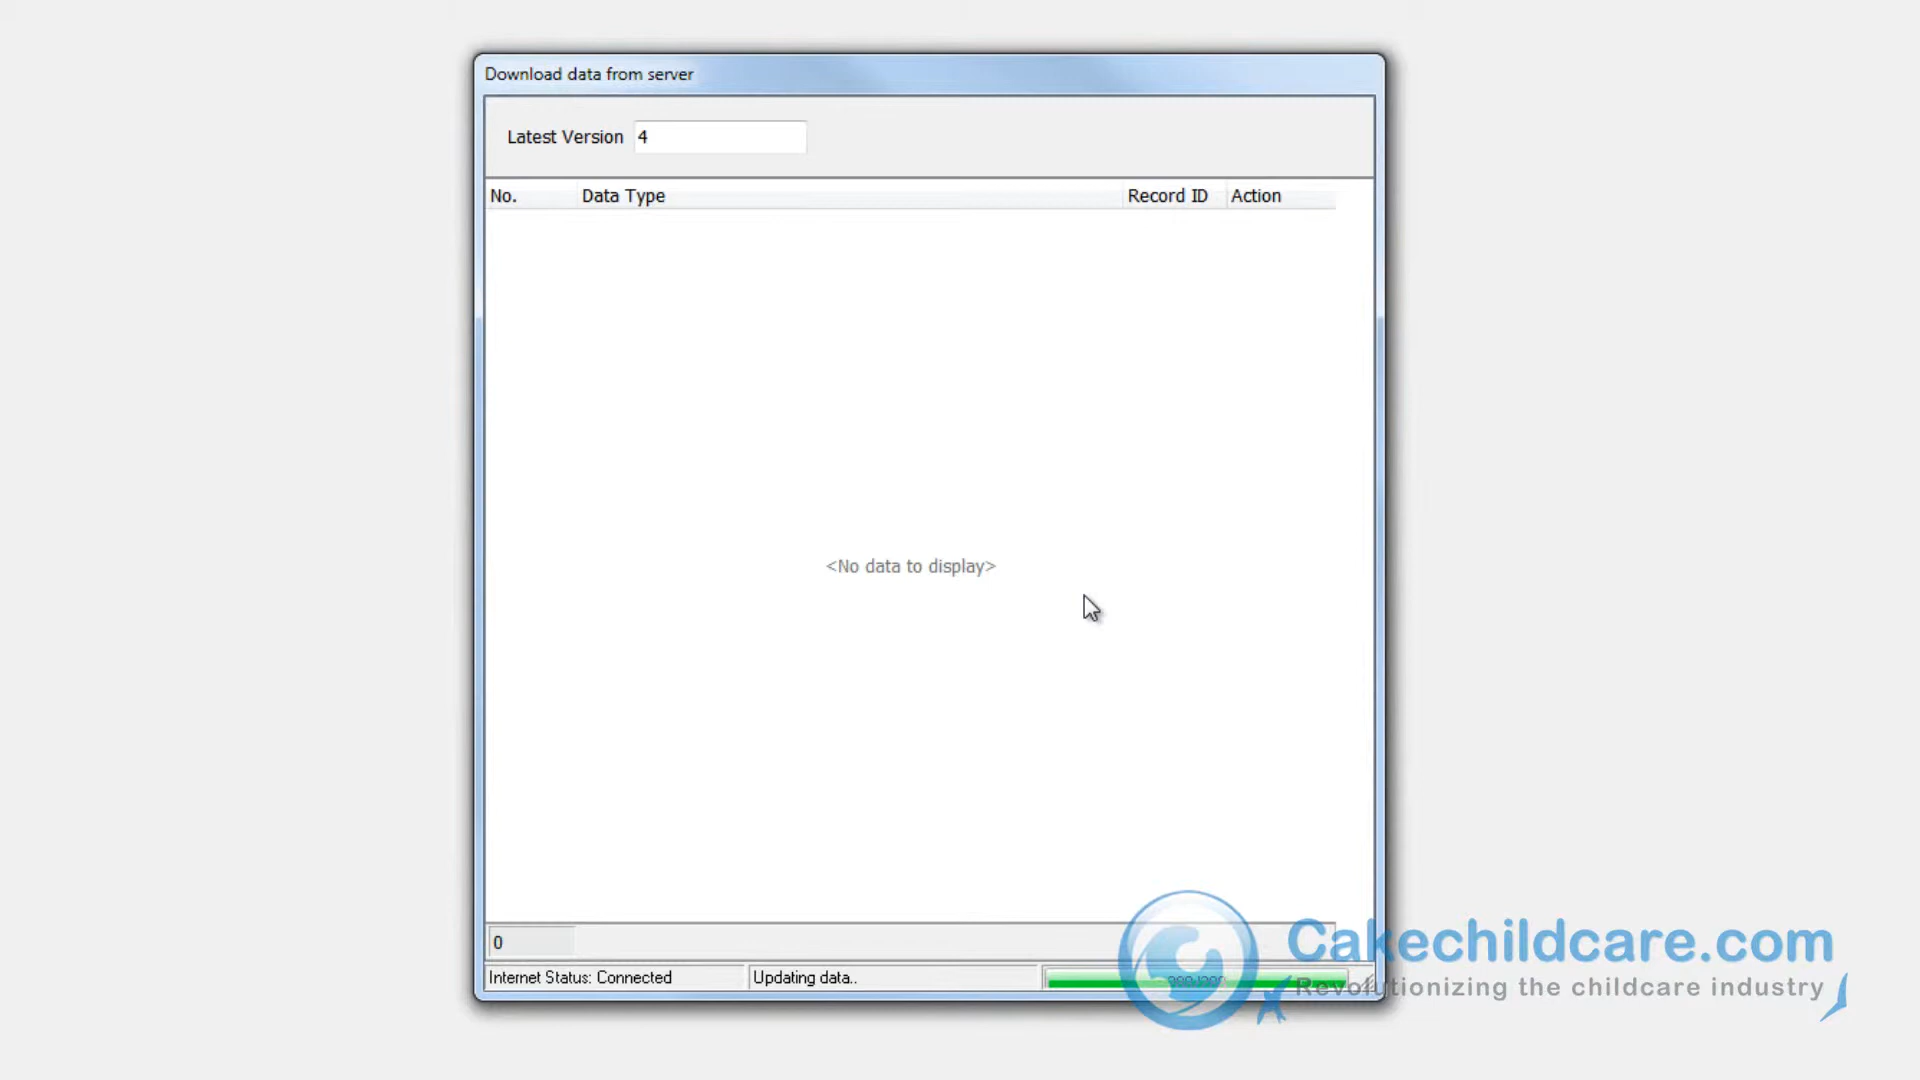 Download data from server
Latest Version 4
No. Data Type Record ID Action
<No data to display>
0
Internet Status: Connected Updating data..
Cakechildcare.com
Revolutionizing the childcare industry